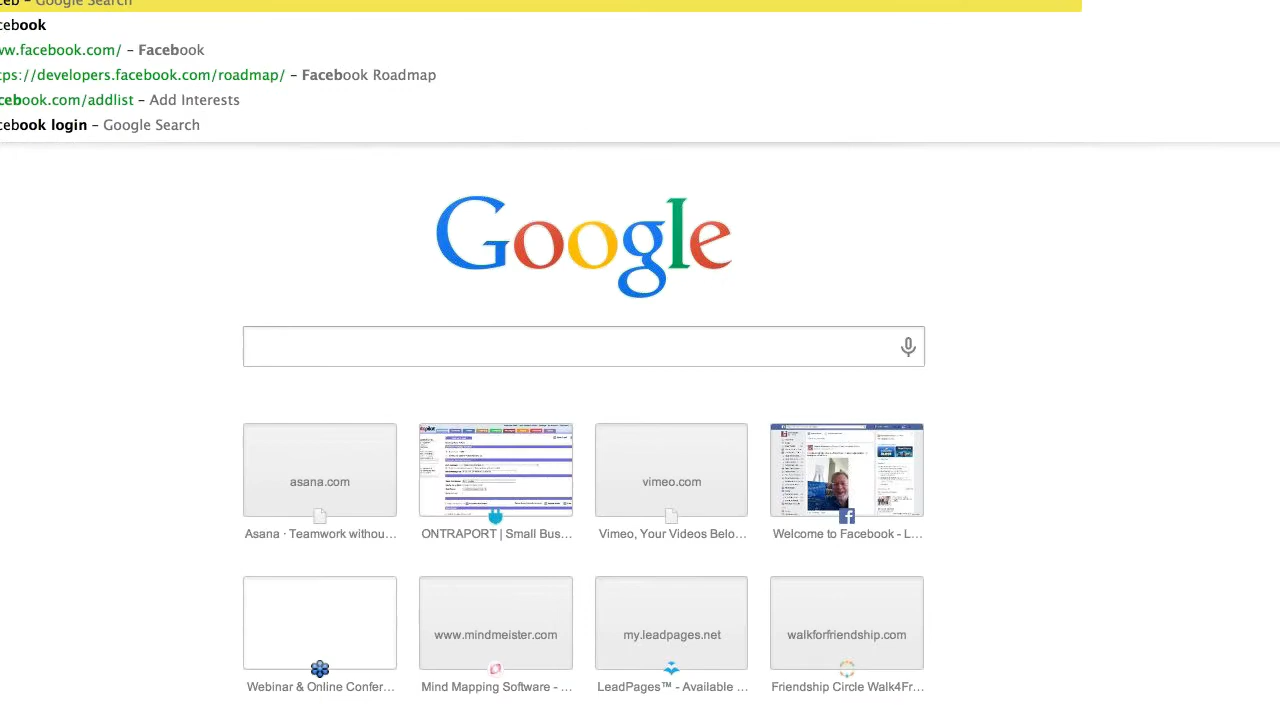 ceb – Google Search
cebook
ww.facebook.com/ – Facebook
tps://developers.facebook.com/roadmap/ – Facebook Roadmap
cebook.com/addlist – Add Interests
cebook login – Google Search
Google
asana.com
vimeo.com
Asana · Teamwork withou...
ONTRAPORT | Small Bus...
Vimeo, Your Videos Belo...
Welcome to Facebook - L...
www.mindmeister.com
my.leadpages.net
walkforfriendship.com
Webinar & Online Confer...
Mind Mapping Software - ...
LeadPages™ - Available ...
Friendship Circle Walk4Fr...